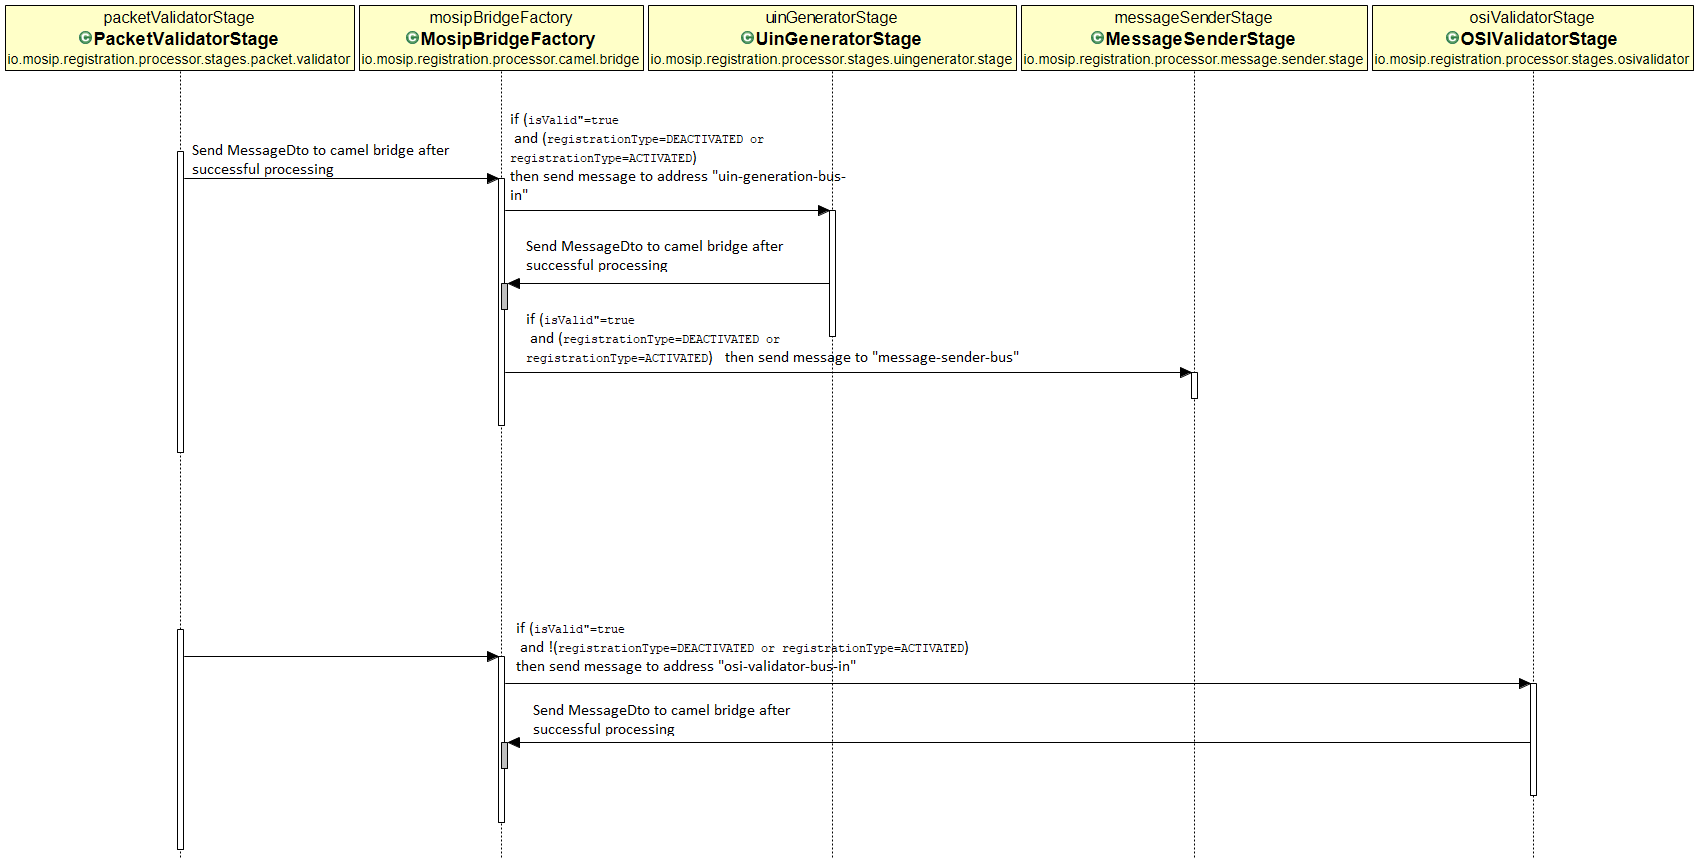 packetValidatorStage
PacketValidatorStage
io.mosip.registration.processor.stages.packet.validator
mosipBridgeFactory
MosipBridgeFactory
io.mosip.registration.processor.camel.bridge
uinGeneratorStage
UinGeneratorStage
io.mosip.registration.processor.stages.uingenerator.stage
messageSenderStage
MessageSenderStage
io.mosip.registration.processor.message.sender.stage
osiValidatorStage
OSIValidatorStage
io.mosip.registration.processor.stages.osivalidator
Send MessageDto to camel bridge after
successful processing
if (isValid"=true
and (registrationType=DEACTIVATED or
registrationType=ACTIVATED)
then send message to address "uin-generation-bus-
in"
Send MessageDto to camel bridge after
successful processing
if (isValid"=true
and (registrationType=DEACTIVATED or
registrationType=ACTIVATED) then send message to "message-sender-bus"
if (isValid"=true
and !(registrationType=DEACTIVATED or registrationType=ACTIVATED)
then send message to address "osi-validator-bus-in"
Send MessageDto to camel bridge after
successful processing